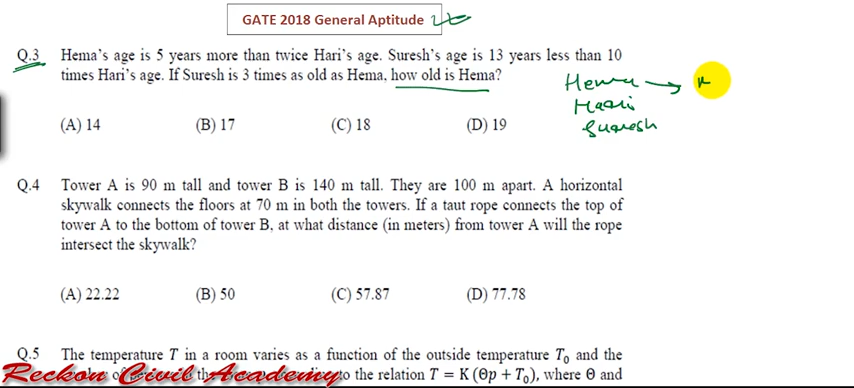 GATE 2018 General Aptitude
Q.3 Hema's age is 5 years more than twice Hari's age. Suresh's age is 13 years less than 10
times Hari's age. If Suresh is 3 times as old as Hema, how old is Hema?
Hema
Hari
Suresh
(A) 14 (B) 17 (C) 18 (D) 19
Q.4 Tower A is 90 m tall and tower B is 140 m tall. They are 100 m apart. A horizontal
skywalk connects the floors at 70 m in both the towers. If a taut rope connects the top of
tower A to the bottom of tower B, at what distance (in meters) from tower A will the rope
intersect the skywalk?
(A) 22.22 (B) 50 (C) 57.87 (D) 77.78
Q.5 The temperature T in a room varies as a function of the outside temperature T₀ and the
to the relation T = K (Θp + T₀), where Θ and
Reckon Civil Academy